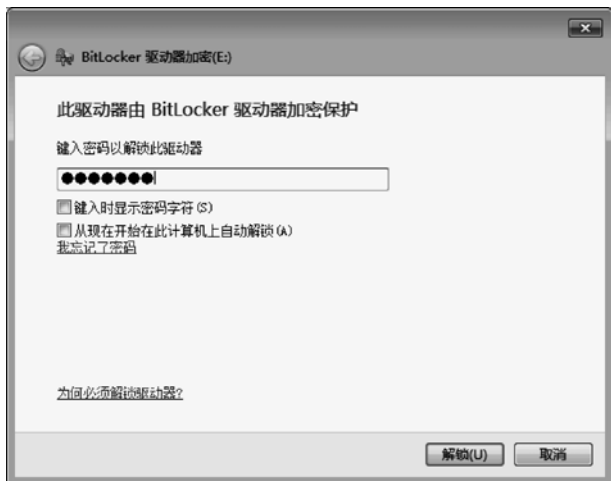 BitLocker 驱动器加密(E:)
此驱动器由 BitLocker 驱动器加密保护
键入密码以解锁此驱动器
●●●●●●●
键入时显示密码字符(S)
从现在开始在此计算机上自动解锁(A)
我忘记了密码
为何必须解锁驱动器?
解锁(U) 取消